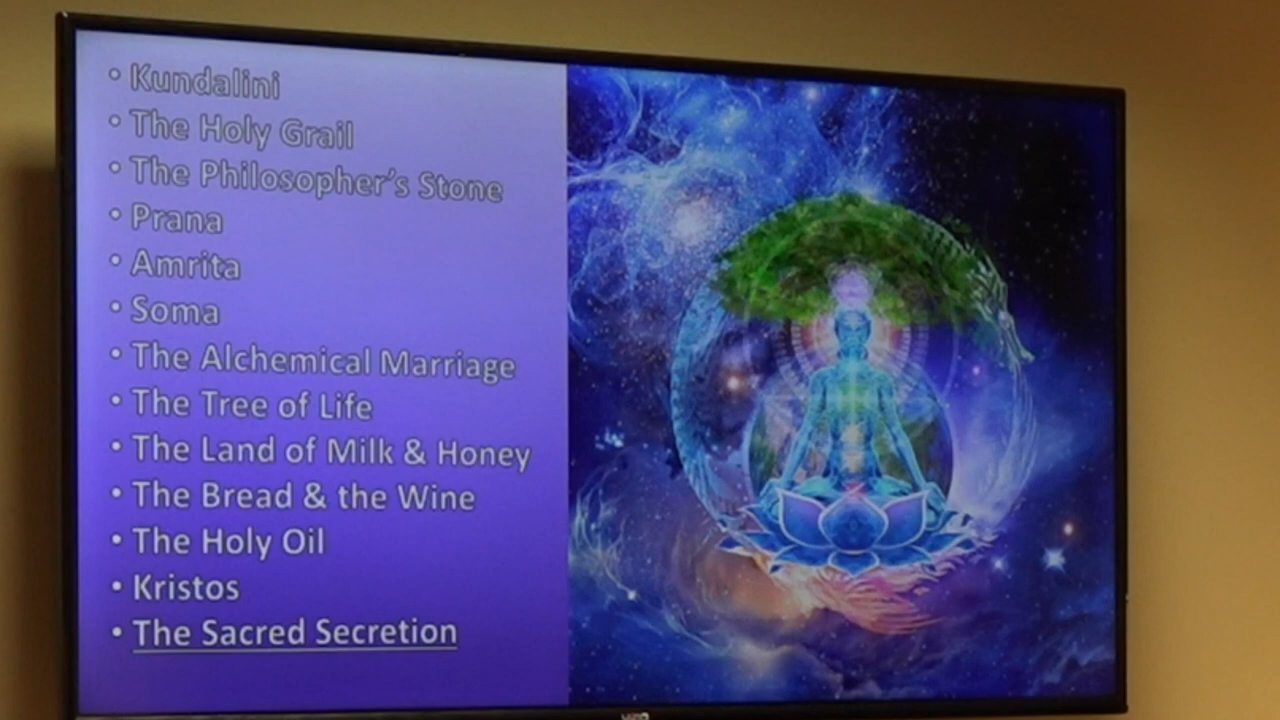 • Kundalini
• The Holy Grail
• The Philosopher's Stone
• Prana
• Amrita
• Soma
• The Alchemical Marriage
• The Tree of Life
• The Land of Milk & Honey
• The Bread & the Wine
• The Holy Oil
• Kristos
• The Sacred Secretion